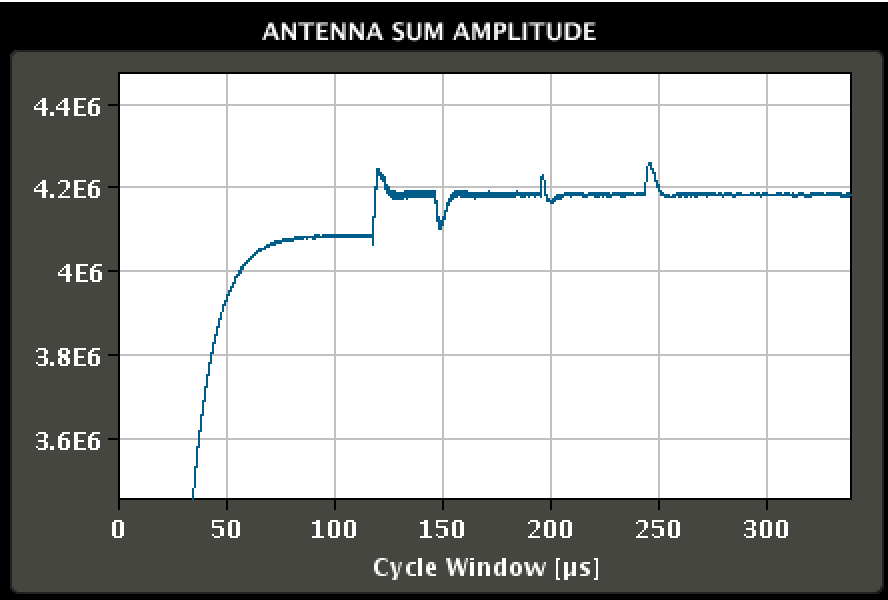 ANTENNA SUM AMPLITUDE
4.4E6
4.2E6
4E6
3.8E6
3.6E6
0 50 100 150 200 250 300
Cycle Window [µs]